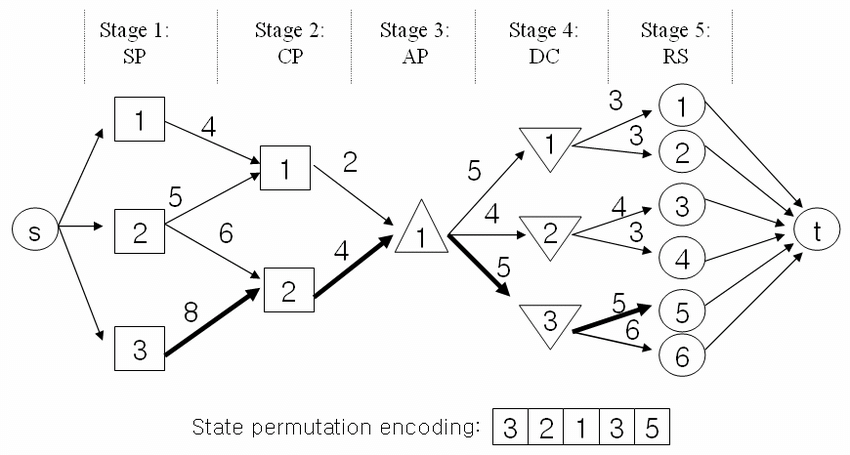 Stage 1: Stage 2: Stage 3: Stage 4: Stage 5:
SP CP AP DC RS
3 1
1 4 1 3 2
1 2 5
5 4 4 3
s 2 6 1 2 3 4 t
4 5
2 5 5
3 8 3 6 6
State permutation encoding: 3 2 1 3 5